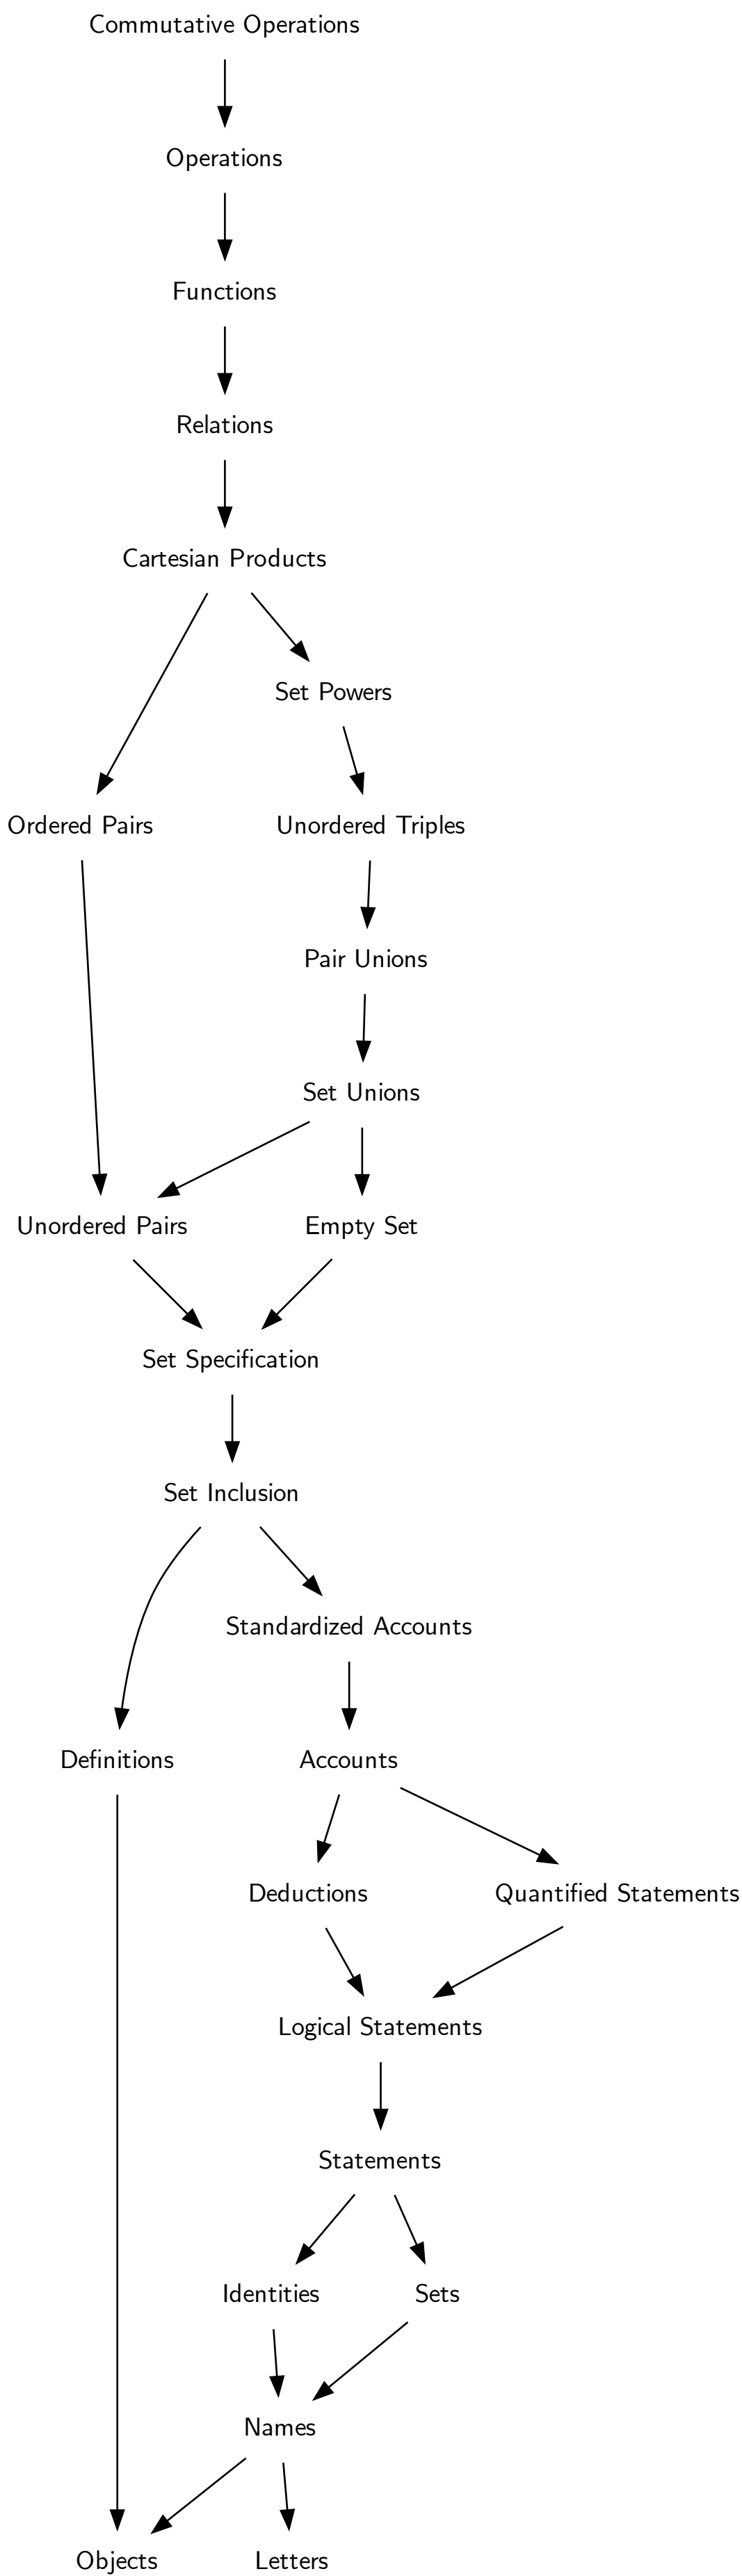 Commutative Operations
Operations
Functions
Relations
Cartesian Products
Set Powers
Ordered Pairs
Unordered Triples
Pair Unions
Set Unions
Unordered Pairs
Empty Set
Set Specification
Set Inclusion
Standardized Accounts
Definitions
Accounts
Deductions
Quantified Statements
Logical Statements
Statements
Identities
Sets
Names
Objects
Letters